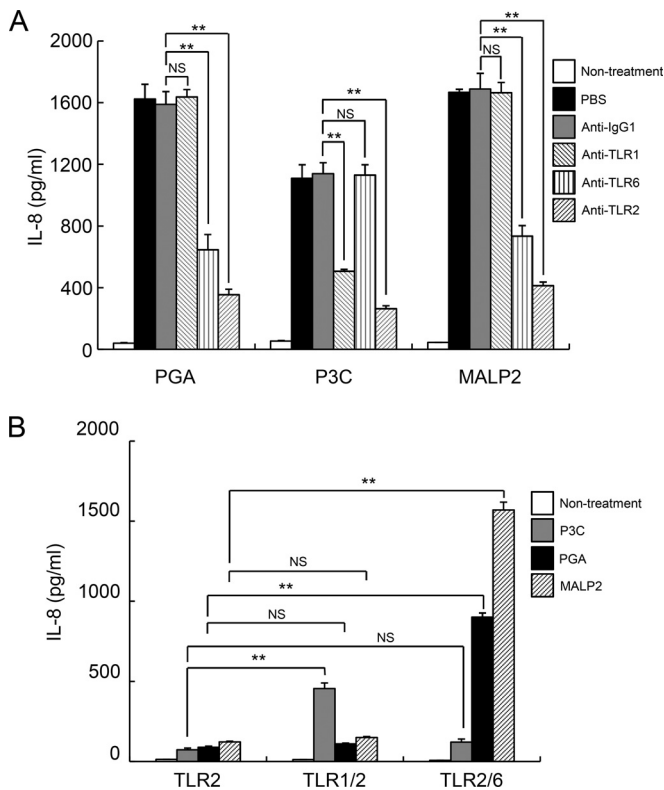 A
IL-8 (pg/ml)
2000
1600
1200
800
400
0
**
**
NS
**
NS
**
**
**
NS
PGA
P3C
MALP2
Non-treatment
PBS
Anti-IgG1
Anti-TLR1
Anti-TLR6
Anti-TLR2
B
IL-8 (pg/ml)
2000
1500
1000
500
0
**
NS
**
NS
NS
**
TLR2
TLR1/2
TLR2/6
Non-treatment
P3C
PGA
MALP2